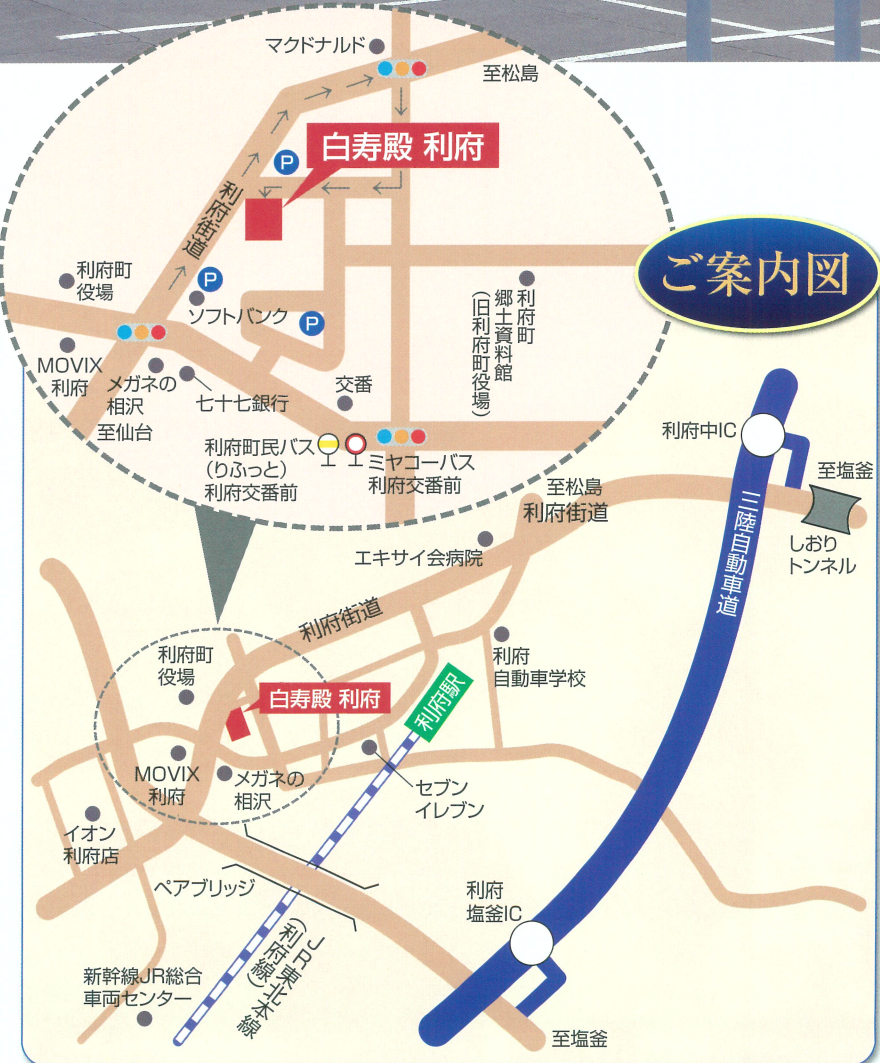 マクドナルド
至松島
P
白寿殿 利府
利府街道
ご案内図
利府町
役場
P
ソフトバンク
P
利府町
郷土資料館
(旧利府町役場)
MOVIX
利府
メガネの
相沢
七十七銀行
交番
至仙台
利府町民バス
(りふっと)
利府交番前
ミヤコーバス
利府交番前
利府中IC
至塩釜
至松島
利府街道
しおり
トンネル
三陸自動車道
エキサイ会病院
利府街道
利府町
役場
利府
自動車学校
白寿殿 利府
利府駅
MOVIX
利府
メガネの
相沢
セブン
イレブン
イオン
利府店
ペアブリッジ
利府
塩釜IC
JR東北本線
(利府線)
新幹線JR総合
車両センター
至塩釜